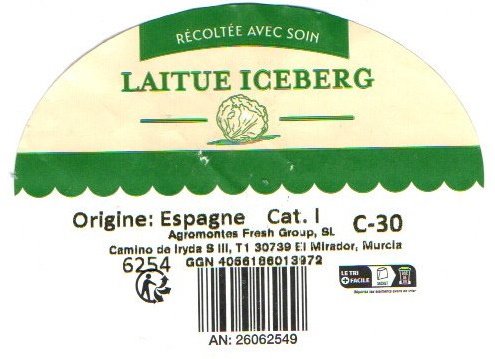 RÉCOLTÉE AVEC SOIN
LAITUE ICEBERG
Origine: Espagne Cat. I C-30
Agromontes Fresh Group, SL
Camino de Iryda S III, T1 30739 El Mirador, Murcia
6254 GGN 4056186013972
LE TRI
+ FACILE
AN: 26062549